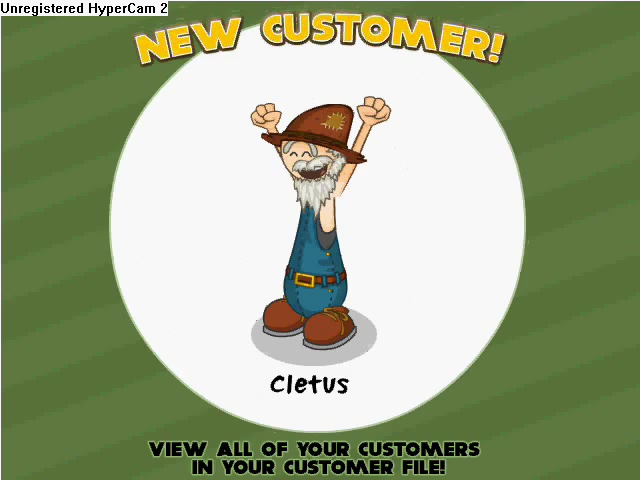 Unregistered HyperCam 2
NEW CUSTOMER!
Cletus
VIEW ALL OF YOUR CUSTOMERS
IN YOUR CUSTOMER FILE!